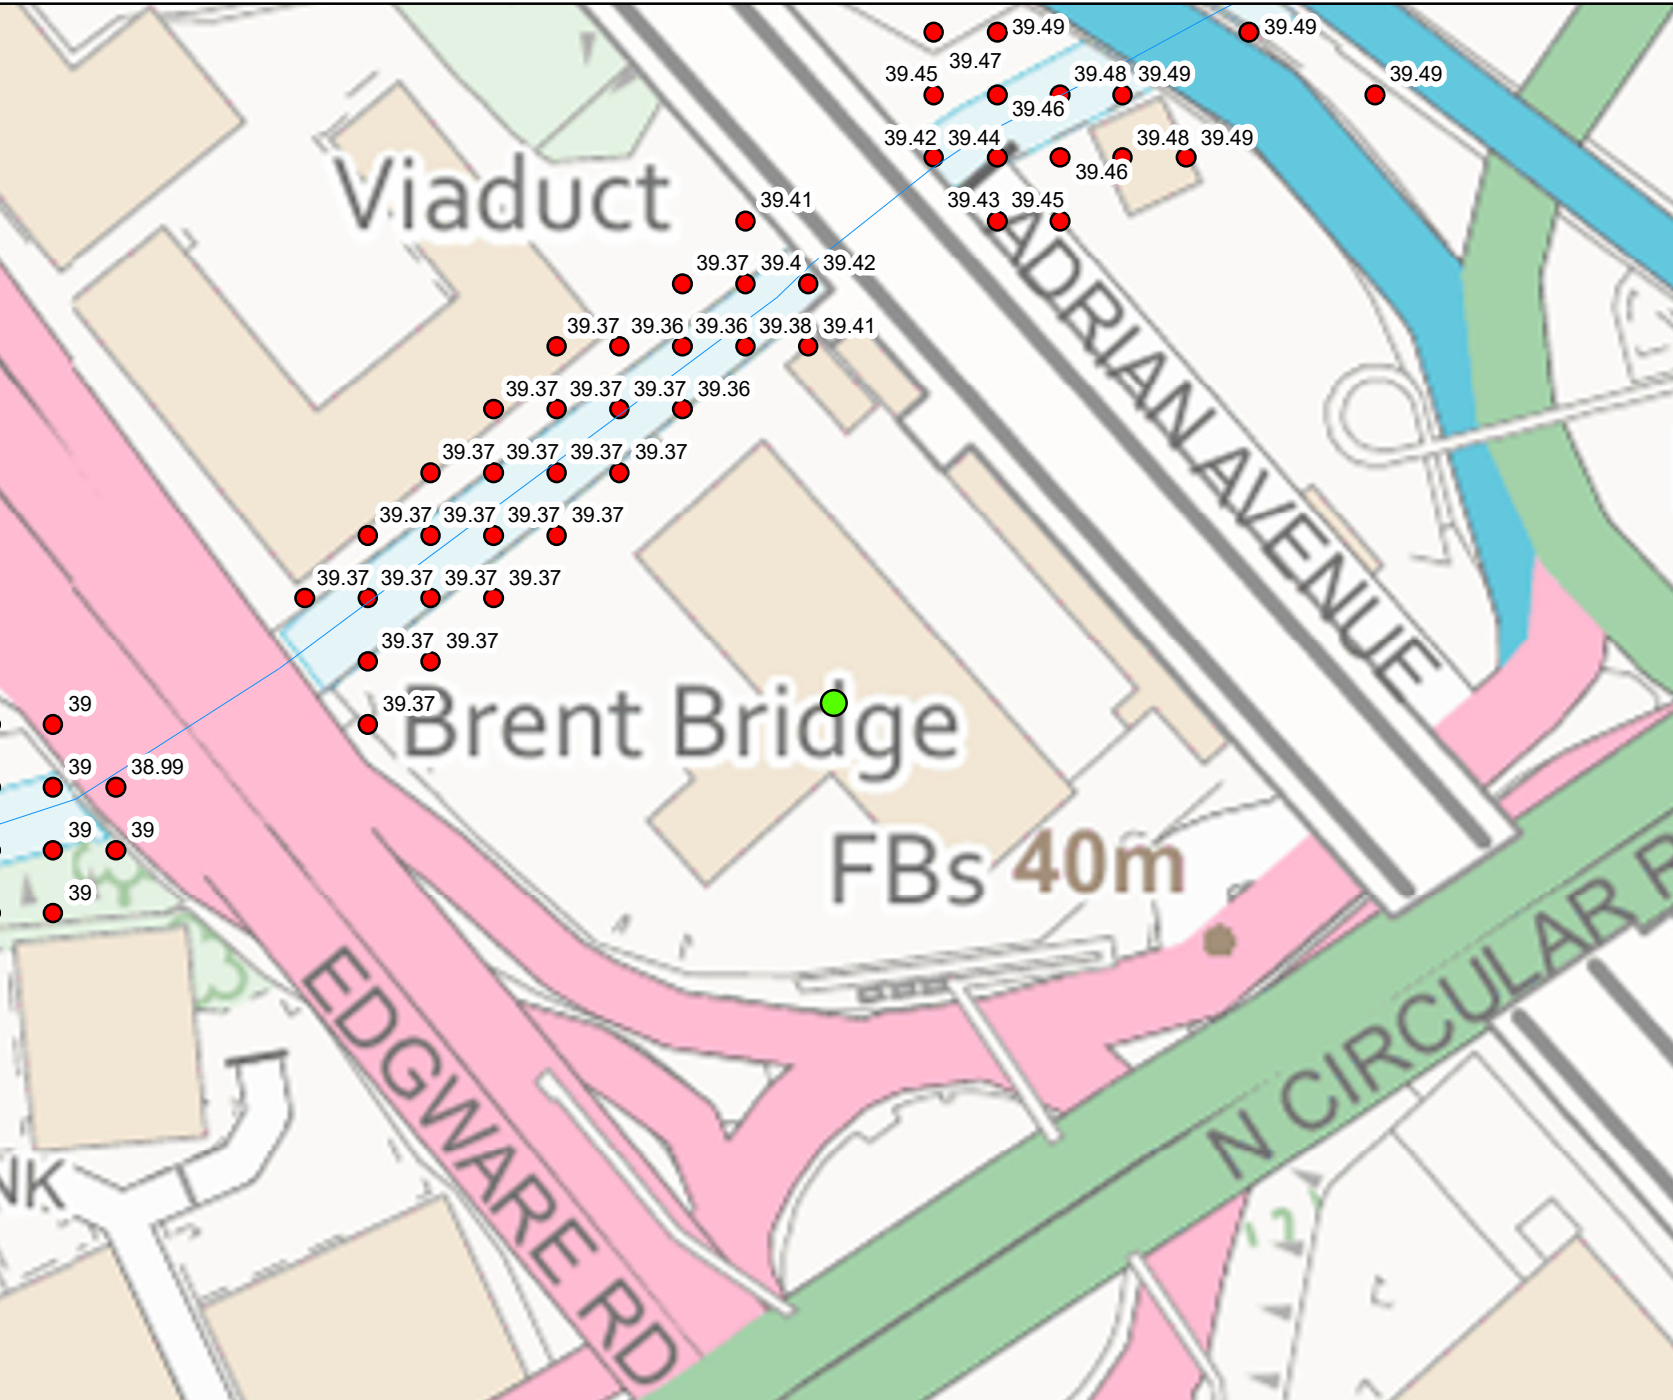 39.49 39.49
39.47
39.45 39.48 39.49 39.49
39.46
39.42 39.44 39.48 39.49
39.46
Viaduct
39.41 39.43 39.45
39.37 39.4 39.42
ADRIAN AVENUE
39.37 39.36 39.36 39.38 39.41
39.37 39.37 39.37 39.36
39.37 39.37 39.37 39.37
39.37 39.37 39.37 39.37
39.37 39.37 39.37 39.37
39.37 39.37
39 39.37
Brent Bridge
39 38.99
39 39
FBs 40m
39
EDGWARE RD
N CIRCULAR R
NK